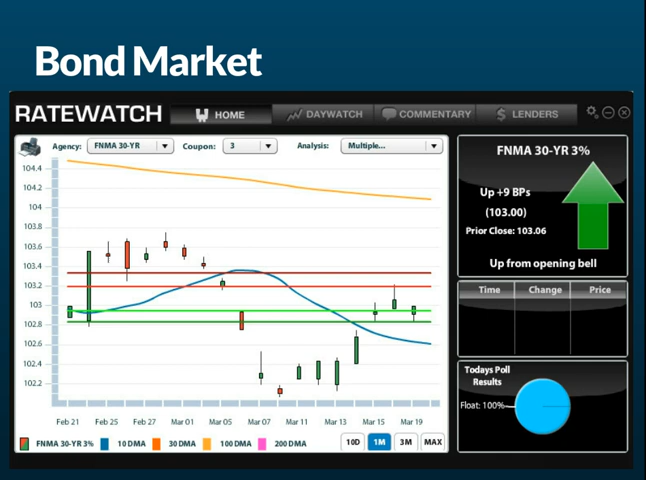 Bond Market
RATEWATCH HOME DAYWATCH COMMENTARY $ LENDERS
Agency: FNMA 30-YR Coupon: 3 Analysis: Multiple...
104.4
104.2
104
103.8
103.6
103.4
103.2
103
102.8
102.6
102.4
102.2
Feb 21 Feb 25 Feb 27 Mar 01 Mar 05 Mar 07 Mar 11 Mar 13 Mar 15 Mar 19
FNMA 30-YR 3% 10 DMA 30 DMA 100 DMA 200 DMA 10D 1M 3M MAX
FNMA 30-YR 3%
Up +9 BPs
(103.00)
Prior Close: 103.06
Up from opening bell
Time Change Price
Todays Poll
Results
Float: 100%